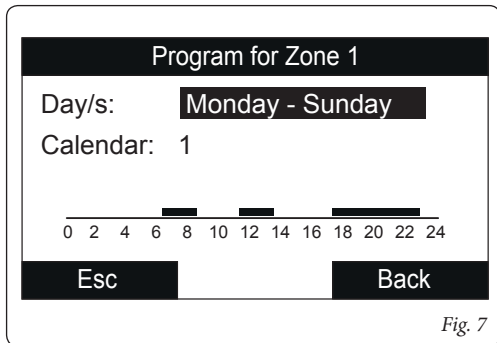 Program for Zone 1
Day/s: Monday - Sunday
Calendar: 1
0 2 4 6 8 10 12 14 16 18 20 22 24
Esc Back
Fig. 7